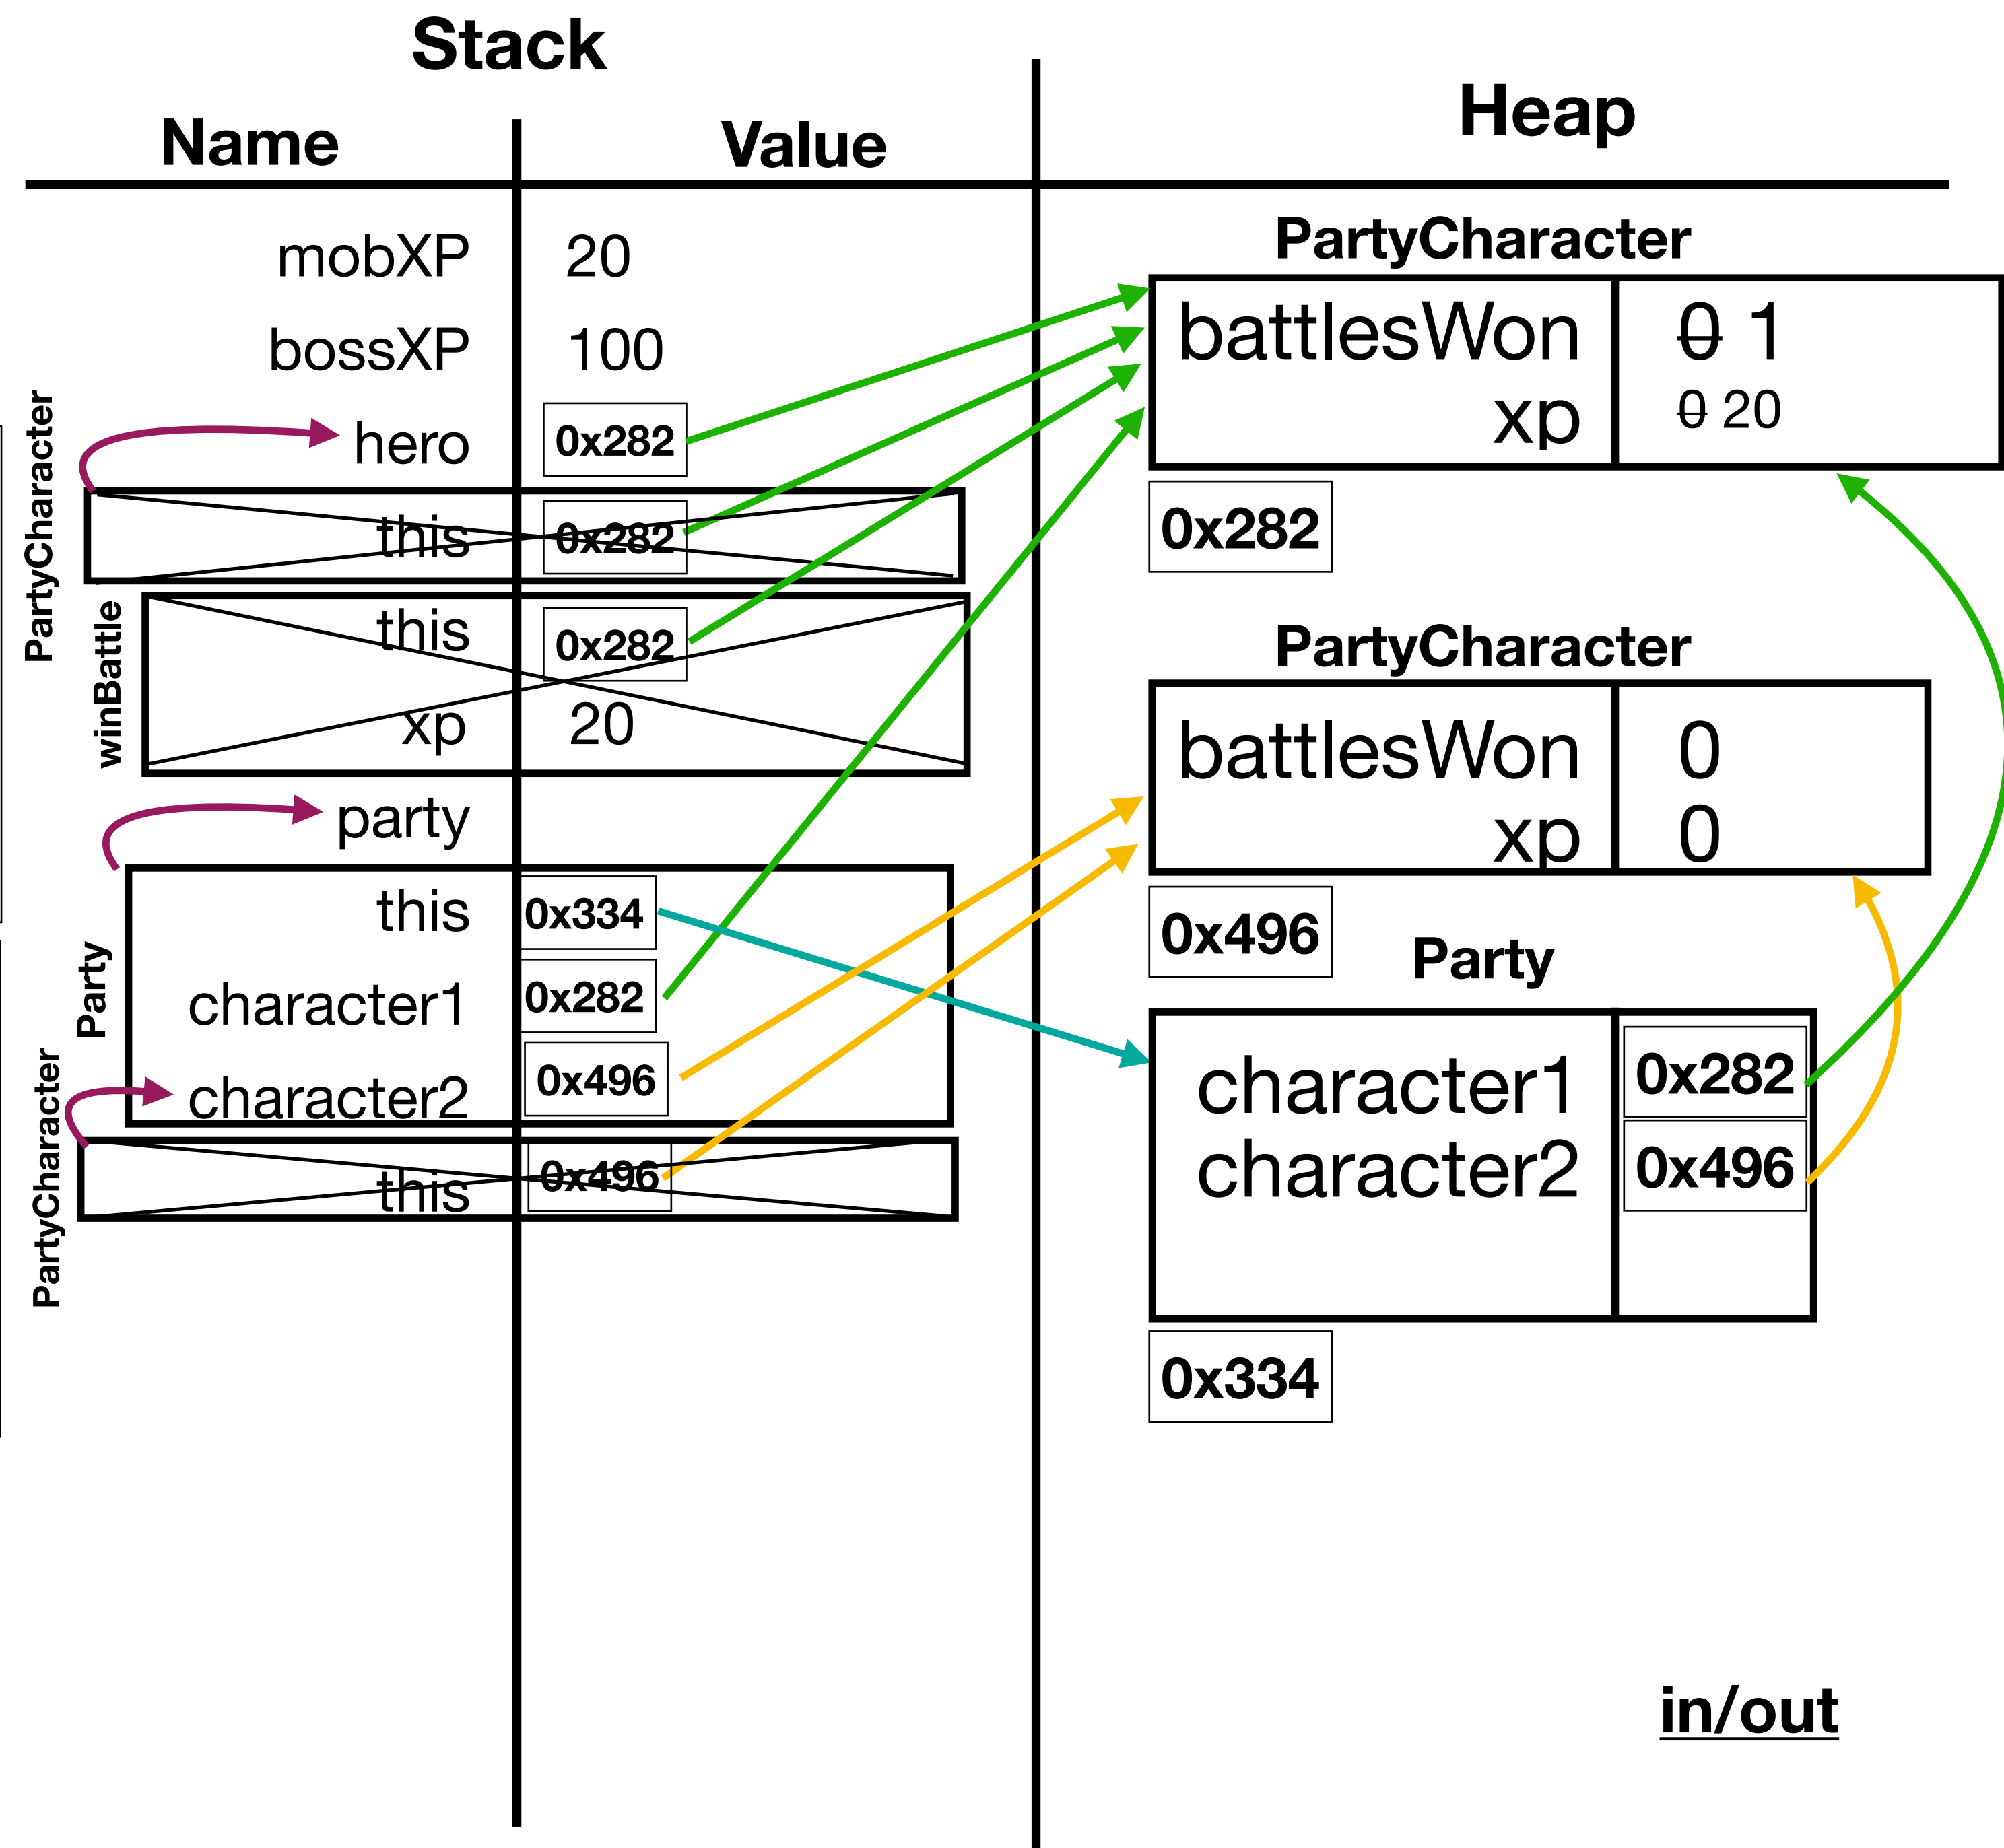 Stack
Heap
Name Value
mobXP 20
bossXP 100
hero 0x282
PartyCharacter
this 0x282
winBattle
this 0x282
xp 20
party
Party
this 0x334
character1 0x282
character2 0x496
PartyCharacter
this 0x496
PartyCharacter
battlesWon 0 1
xp 0 20
0x282
PartyCharacter
battlesWon 0
xp 0
0x496
Party
character1 0x282
character2 0x496
0x334
in/out